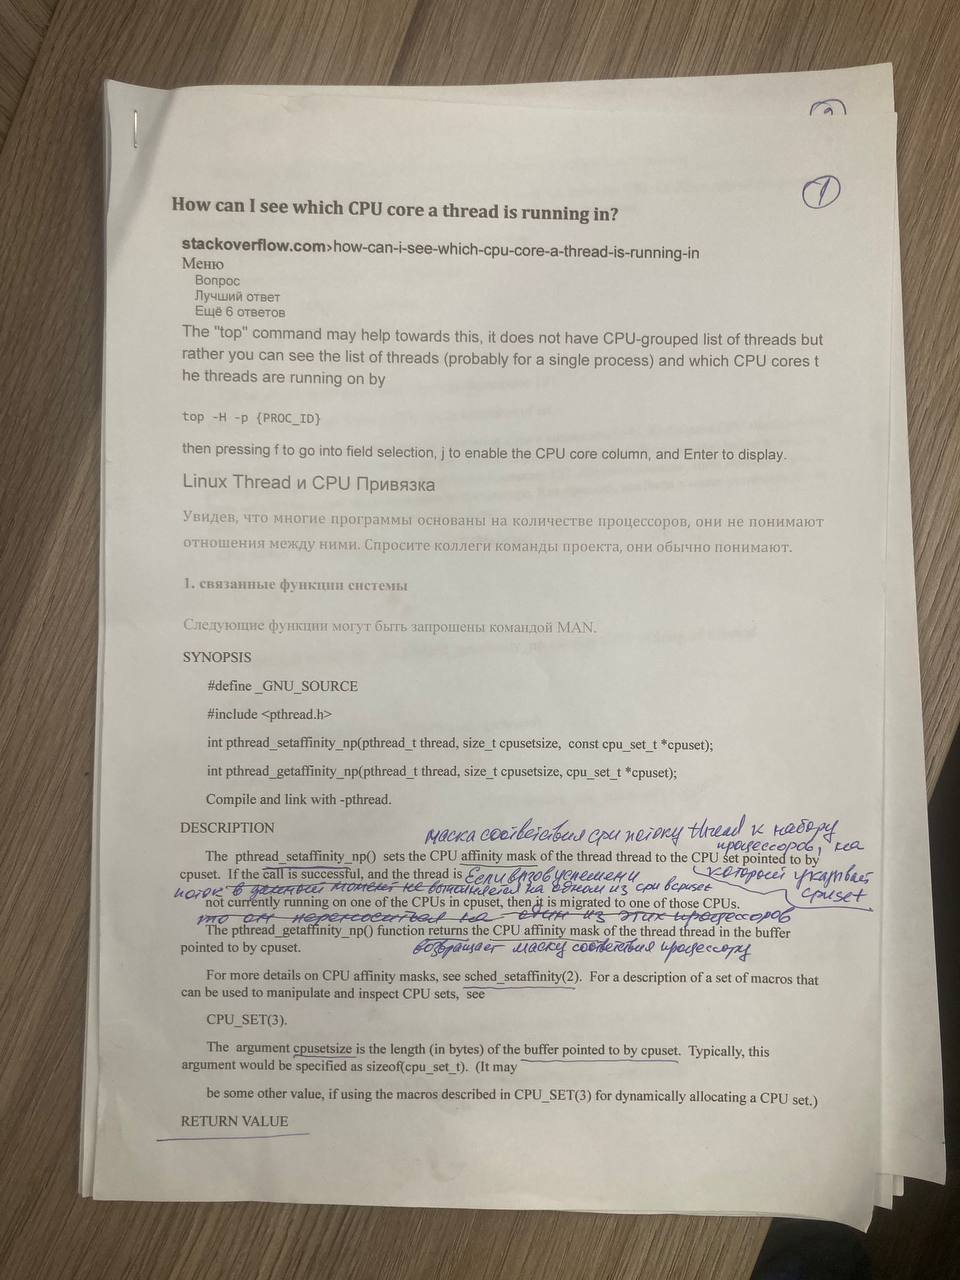 1
How can I see which CPU core a thread is running in?
stackoverflow.com›how-can-i-see-which-cpu-core-a-thread-is-running-in
Меню
Вопрос
Лучший ответ
Ещё 6 ответов
The "top" command may help towards this, it does not have CPU-grouped list of threads but
rather you can see the list of threads (probably for a single process) and which CPU cores t
he threads are running on by
top -H -p {PROC_ID}
then pressing f to go into field selection, j to enable the CPU core column, and Enter to display.
Linux Thread и CPU Привязка
Увидев, что многие программы основаны на количестве процессоров, они не понимают
отношения между ними. Спросите коллеги команды проекта, они обычно понимают.
1. связанные функции системы
Следующие функции могут быть запрошены командой MAN.
SYNOPSIS
#define _GNU_SOURCE
#include <pthread.h>
int pthread_setaffinity_np(pthread_t thread, size_t cpusetsize, const cpu_set_t *cpuset);
int pthread_getaffinity_np(pthread_t thread, size_t cpusetsize, cpu_set_t *cpuset);
Compile and link with -pthread.
DESCRIPTION
маска соответствия cpu потоку thread к набору
процессоров, на
The pthread_setaffinity_np() sets the CPU affinity mask of the thread thread to the CPU set pointed to by
который указывает
cpuset. If the call is successful, and the thread is
Если вызов успешен и
cpuset
поток в данный момент не выполняется на одном из cpu в cpuset
not currently running on one of the CPUs in cpuset, then it is migrated to one of those CPUs.
то он переносится на один из этих процессоров
The pthread_getaffinity_np() function returns the CPU affinity mask of the thread thread in the buffer
pointed to by cpuset.
возвращает маску соответствия процессору
For more details on CPU affinity masks, see sched_setaffinity(2). For a description of a set of macros that
can be used to manipulate and inspect CPU sets, see
CPU_SET(3).
The argument cpusetsize is the length (in bytes) of the buffer pointed to by cpuset. Typically, this
argument would be specified as sizeof(cpu_set_t). (It may
be some other value, if using the macros described in CPU_SET(3) for dynamically allocating a CPU set.)
RETURN VALUE